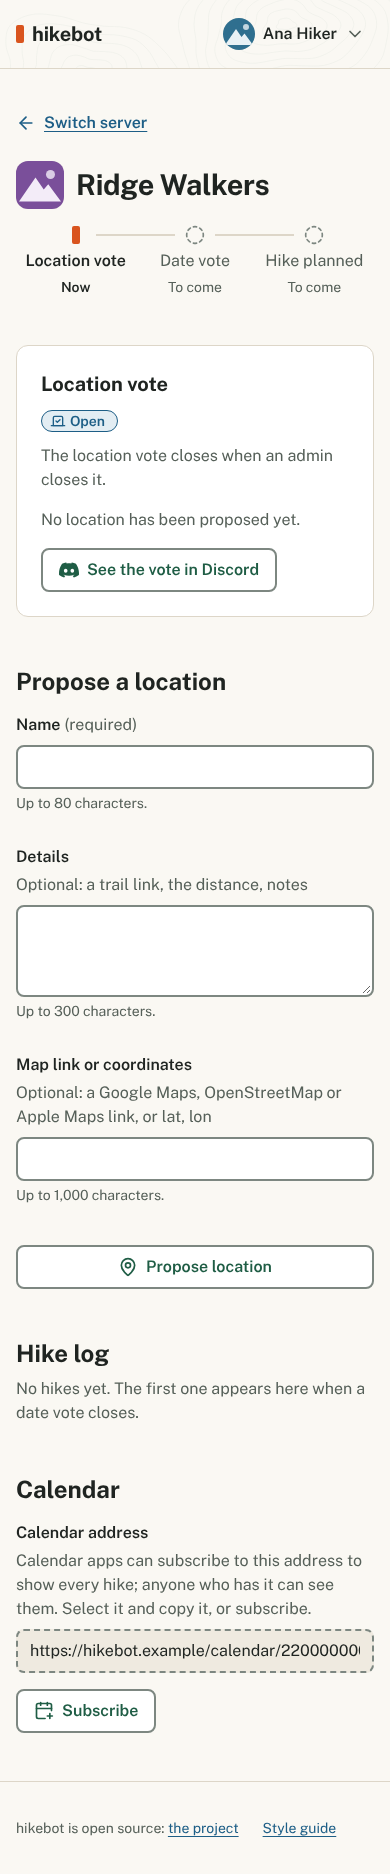 hikebot
Ana Hiker
Switch server
Ridge Walkers
Location vote
Date vote
Hike planned
Now
To come
To come
Location vote
Open
The location vote closes when an admin
closes it.
No location has been proposed yet.
See the vote in Discord
Propose a location
Name (required)
Up to 80 characters.
Details
Optional: a trail link, the distance, notes
Up to 300 characters.
Map link or coordinates
Optional: a Google Maps, OpenStreetMap or
Apple Maps link, or lat, lon
Up to 1,000 characters.
Propose location
Hike log
No hikes yet. The first one appears here when a
date vote closes.
Calendar
Calendar address
Calendar apps can subscribe to this address to
show every hike; anyone who has it can see
them. Select it and copy it, or subscribe.
https://hikebot.example/calendar/220000000
Subscribe
hikebot is open source: the project
Style guide